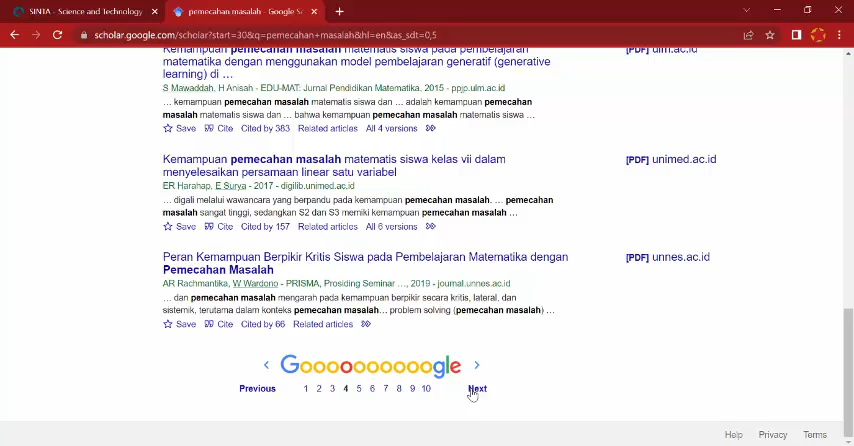 SINTA - Science and Technology
pemecahan masalah - Google Sc
scholar.google.com/scholar?start=30&q=pemecahan+masalah&hl=en&as_sdt=0,5
Kemampuan pemecahan masalah matematis siswa pada pembelajaran
[PDF] ulm.ac.id
matematika dengan menggunakan model pembelajaran generatif (generative
learning) di …
S Mawaddah, H Anisah - EDU-MAT: Jurnal Pendidikan Matematika, 2015 - ppjp.ulm.ac.id
… kemampuan pemecahan masalah matematis siswa dan … adalah kemampuan pemecahan
masalah matematis siswa dan … bahwa kemampuan pemecahan masalah matematis siswa …
Save Cite Cited by 383 Related articles All 4 versions
Kemampuan pemecahan masalah matematis siswa kelas vii dalam
[PDF] unimed.ac.id
menyelesaikan persamaan linear satu variabel
ER Harahap, E Surya - 2017 - digilib.unimed.ac.id
… digali melalui wawancara yang berpandu pada kemampuan pemecahan masalah. … pemecahan
masalah sangat tinggi, sedangkan S2 dan S3 memiki kemampuan pemecahan masalah …
Save Cite Cited by 157 Related articles All 6 versions
Peran Kemampuan Berpikir Kritis Siswa pada Pembelajaran Matematika dengan
[PDF] unnes.ac.id
Pemecahan Masalah
AR Rachmantika, W Wardono - PRISMA, Prosiding Seminar …, 2019 - journal.unnes.ac.id
… dan pemecahan masalah mengarah pada kemampuan berpikir secara kritis, lateral, dan
sistemik, terutama dalam konteks pemecahan masalah… problem solving (pemecahan masalah) …
Save Cite Cited by 66 Related articles
Goooooooooogle
Previous 1 2 3 4 5 6 7 8 9 10 Next
Help Privacy Terms